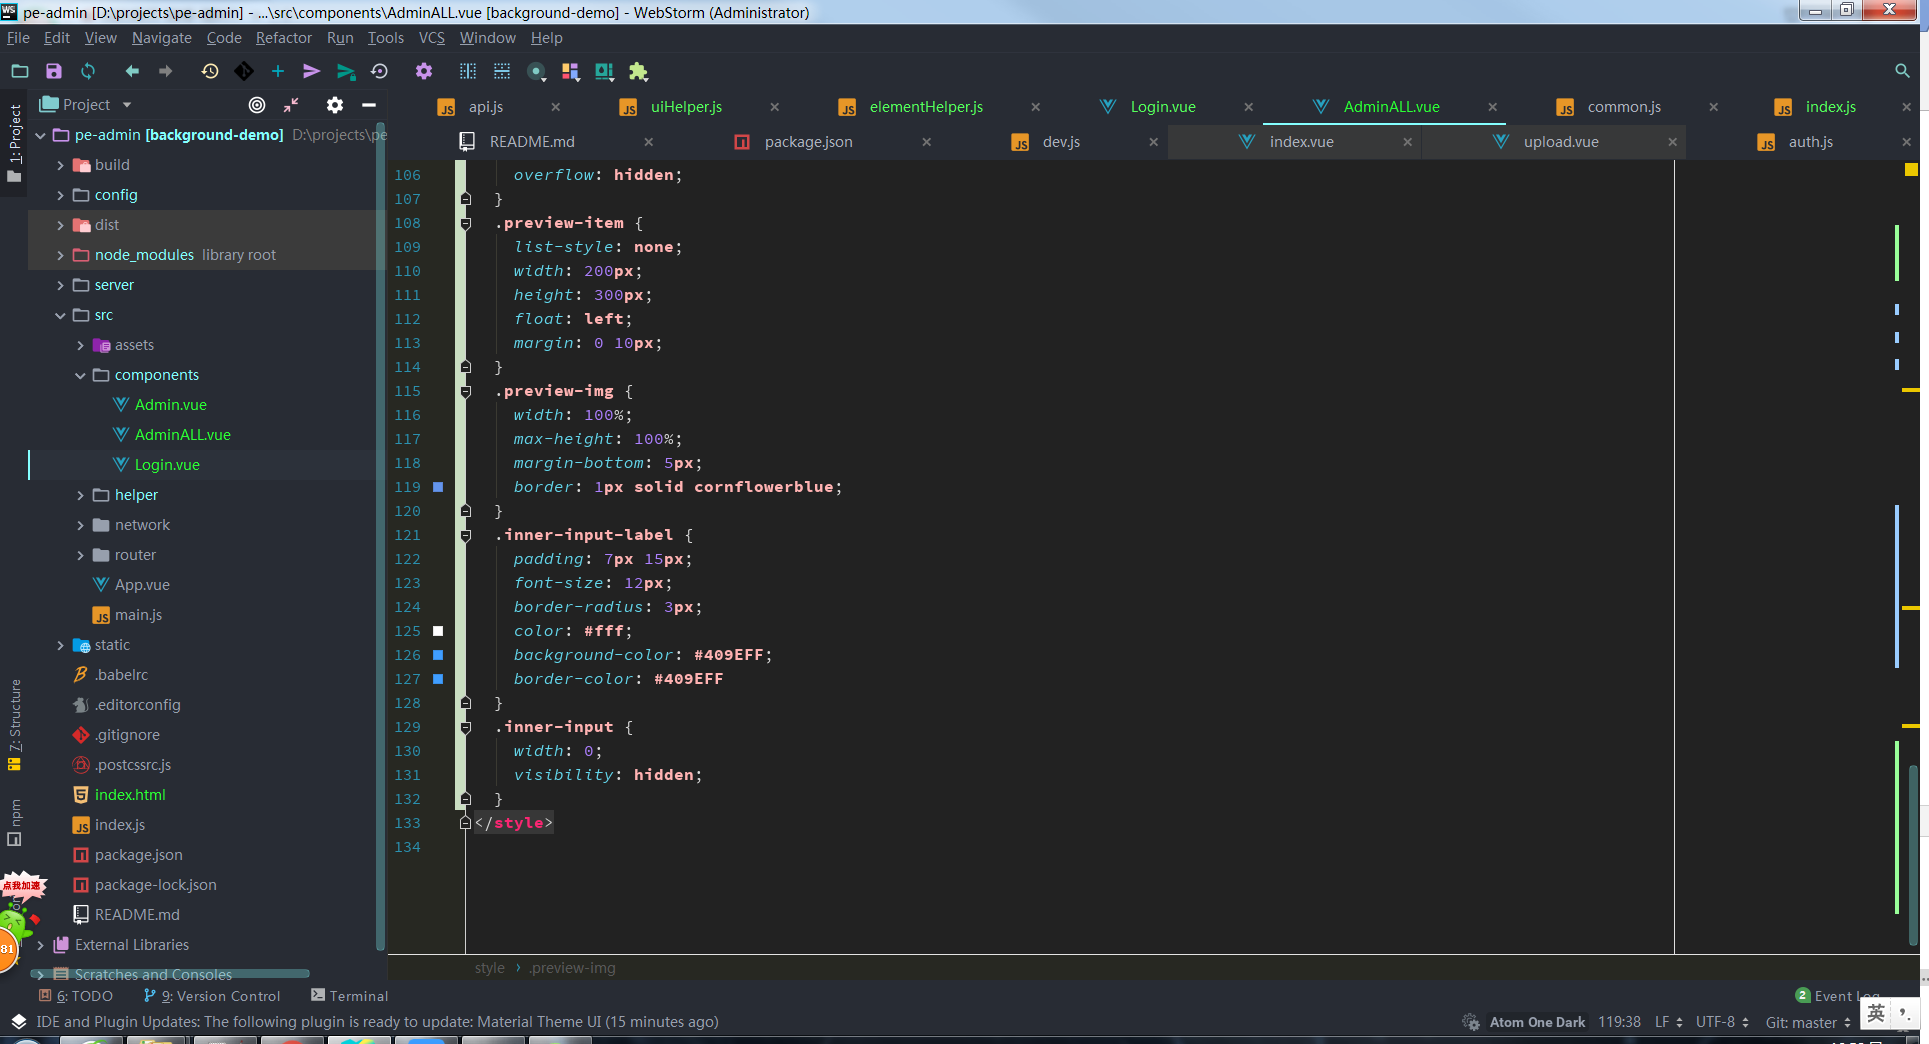 pe-admin [D:\projects\pe-admin] - ...\src\components\AdminALL.vue [background-demo] - WebStorm (Administrator)
File Edit View Navigate Code Refactor Run Tools VCS Window Help
Project
api.js uiHelper.js elementHelper.js Login.vue AdminALL.vue common.js index.js
README.md package.json dev.js index.vue upload.vue auth.js
1: Project
7: Structure
npm
pe-admin [background-demo] D:\projects\pe
build
config
dist
node_modules library root
server
src
assets
components
Admin.vue
AdminALL.vue
Login.vue
helper
network
router
App.vue
main.js
static
.babelrc
.editorconfig
.gitignore
.postcssrc.js
index.html
index.js
package.json
package-lock.json
README.md
External Libraries
Scratches and Consoles
点我加速
81
106 overflow: hidden;
107 }
108 .preview-item {
109 list-style: none;
110 width: 200px;
111 height: 300px;
112 float: left;
113 margin: 0 10px;
114 }
115 .preview-img {
116 width: 100%;
117 max-height: 100%;
118 margin-bottom: 5px;
119 border: 1px solid cornflowerblue;
120 }
121 .inner-input-label {
122 padding: 7px 15px;
123 font-size: 12px;
124 border-radius: 3px;
125 color: #fff;
126 background-color: #409EFF;
127 border-color: #409EFF
128 }
129 .inner-input {
130 width: 0;
131 visibility: hidden;
132 }
133 </style>
134
style › .preview-img
6: TODO 9: Version Control Terminal
2 Event Log
IDE and Plugin Updates: The following plugin is ready to update: Material Theme UI (15 minutes ago)
Atom One Dark 119:38 LF UTF-8 Git: master
英